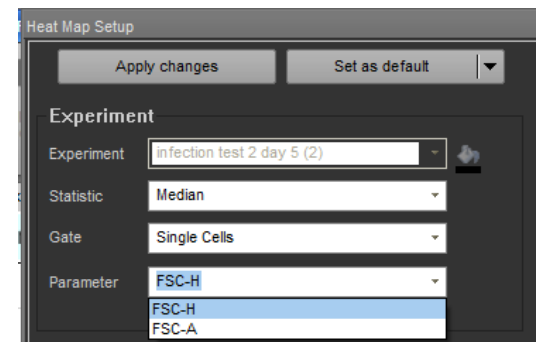 Heat Map Setup
Apply changes
Set as default
Experiment
Experiment infection test 2 day 5 (2)
Statistic Median
Gate Single Cells
Parameter FSC-H
FSC-H
FSC-A